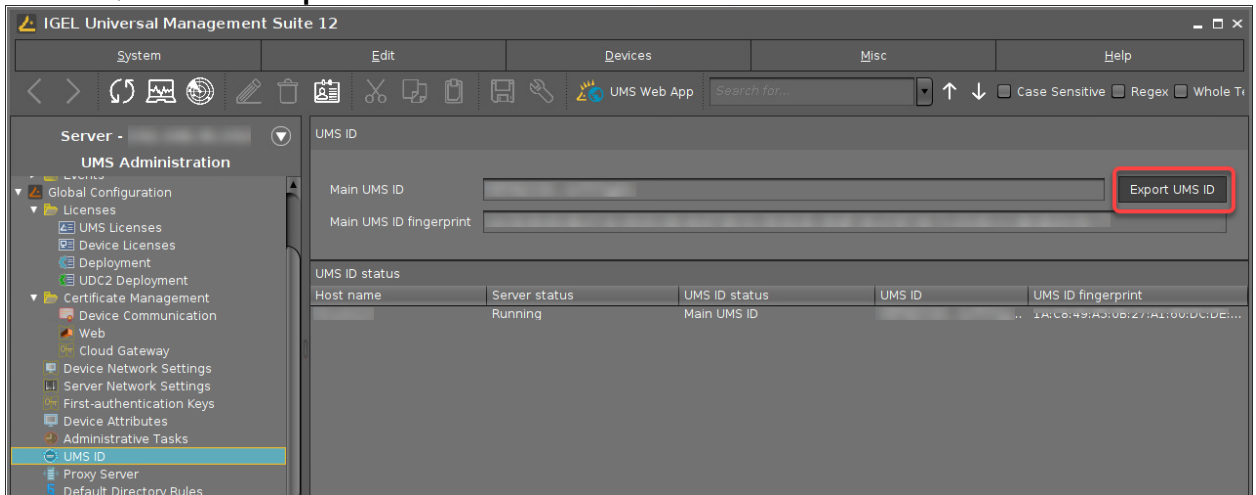 IGEL Universal Management Suite 12
System Edit Devices Misc Help
UMS Web App Search for... Case Sensitive Regex Whole Te
Server -
UMS Administration
Events
Global Configuration
Licenses
UMS Licenses
Device Licenses
Deployment
UDC2 Deployment
Certificate Management
Device Communication
Web
Cloud Gateway
Device Network Settings
Server Network Settings
First-authentication Keys
Device Attributes
Administrative Tasks
UMS ID
Proxy Server
Default Directory Rules
UMS ID
Main UMS ID Export UMS ID
Main UMS ID fingerprint
UMS ID status
Host name Server status UMS ID status UMS ID UMS ID fingerprint
Running Main UMS ID .. 1A:C8:49:A5:0B:27:A1:60:DC:DE:...